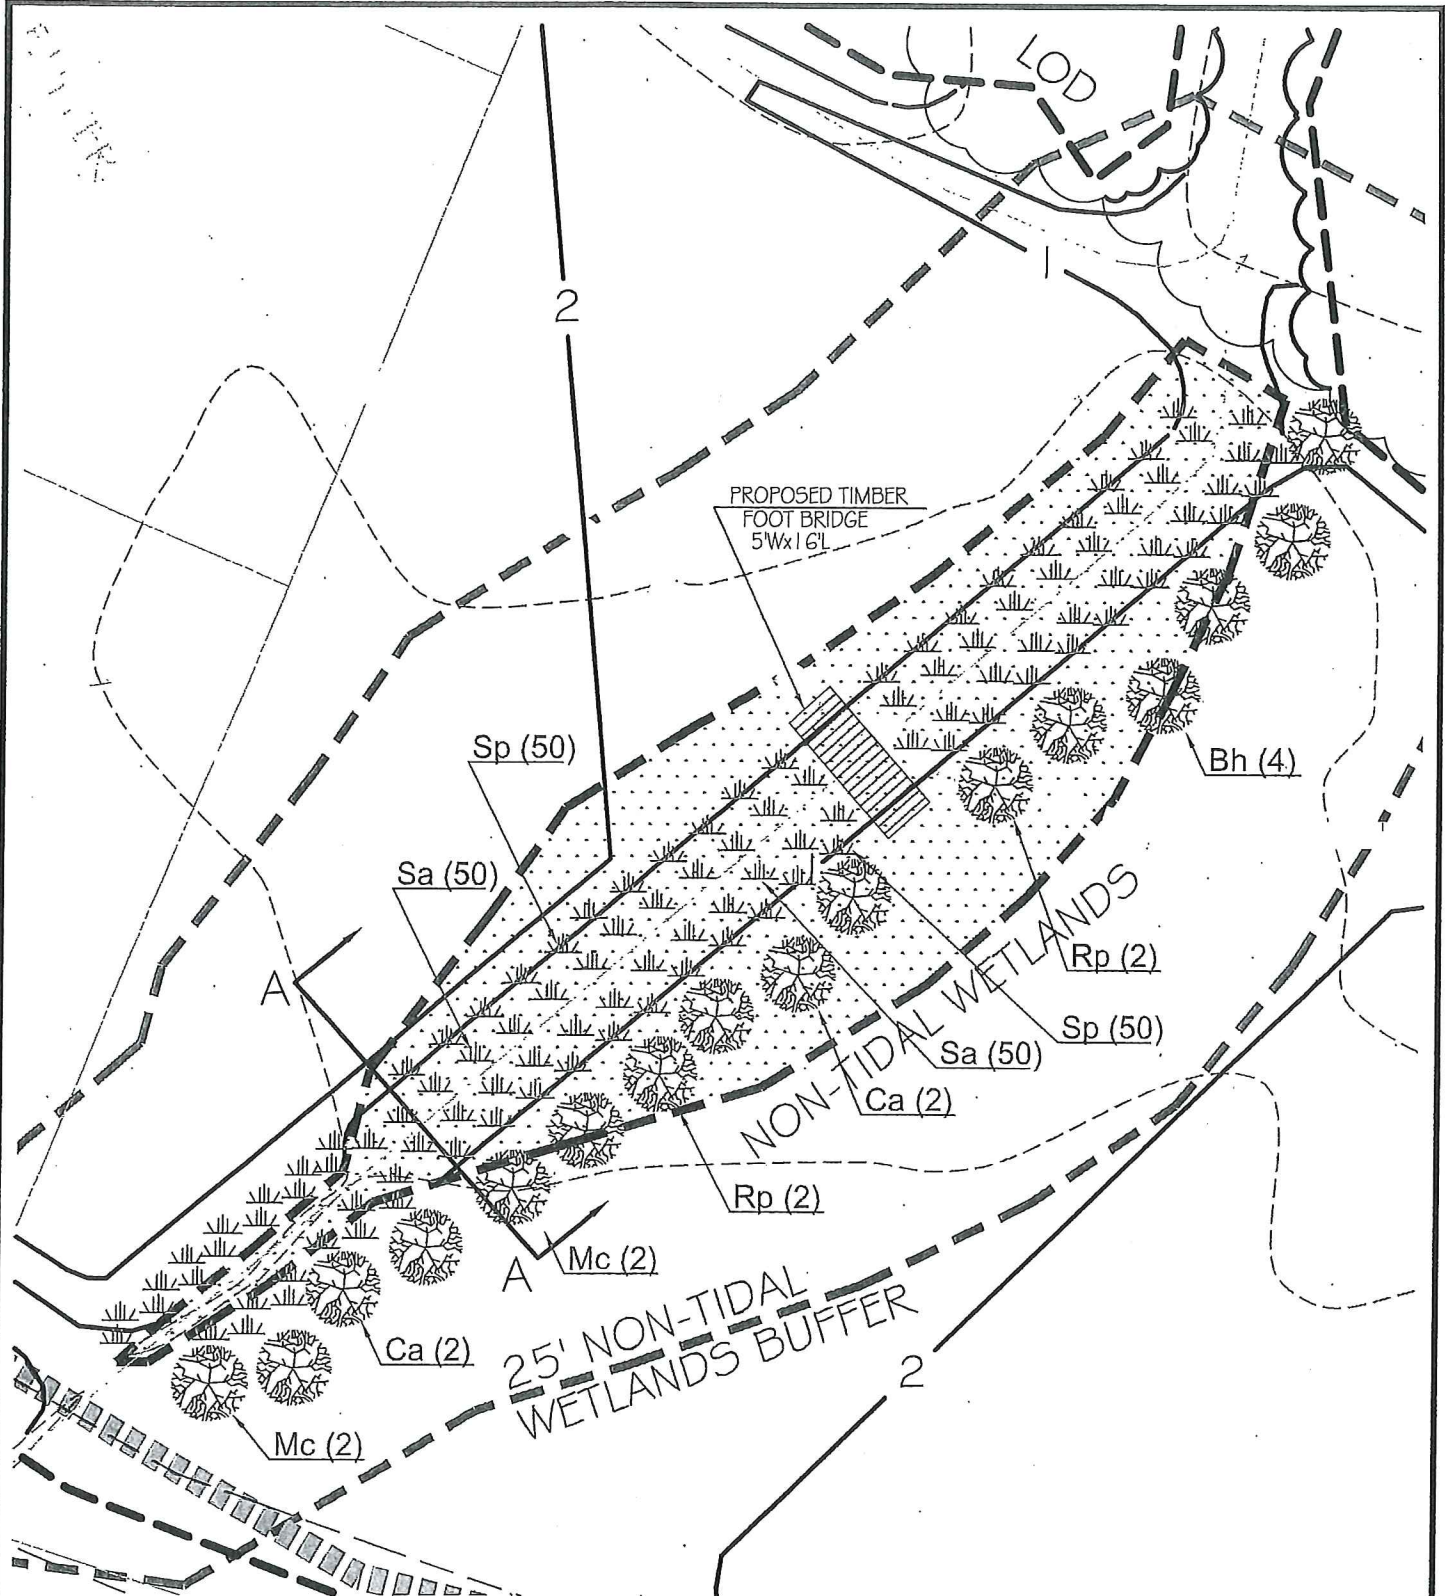 LOD
2
1
PROPOSED TIMBER
FOOT BRIDGE
5'Wx16'L
Sp (50)
Bh (4)
Sa (50)
A
Rp (2)
NON-TIDAL WETLANDS
Sp (50)
Sa (50)
Ca (2)
Rp (2)
Mc (2)
A
25' NON-TIDAL
WETLANDS BUFFER
Ca (2)
2
Mc (2)